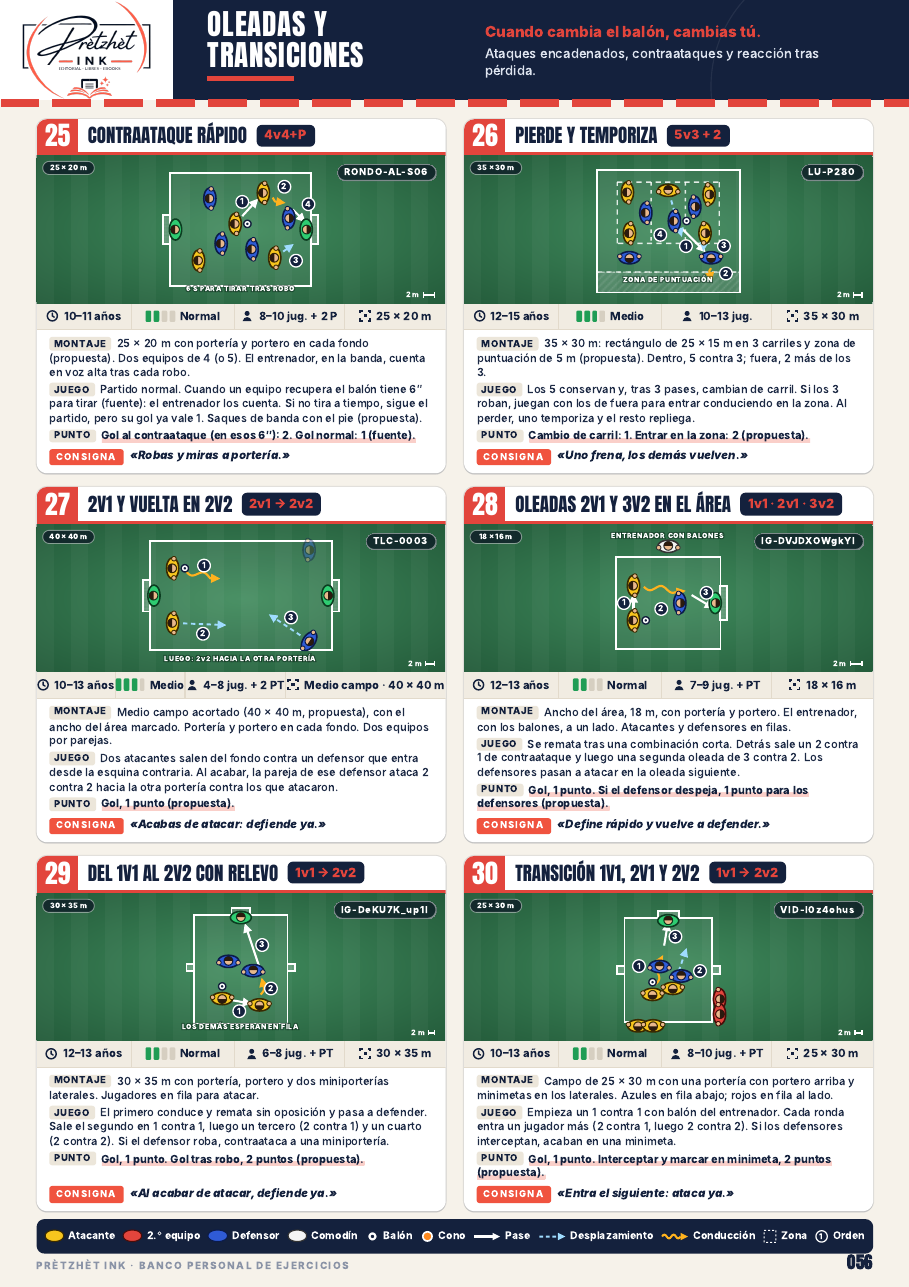 Prètzhèt
INK
EDITORIAL · LIBRES · EBOOKS
OLEADAS Y
TRANSICIONES
Cuando cambia el balón, cambias tú.
Ataques encadenados, contraataques y reacción tras
pérdida.
25 CONTRAATAQUE RÁPIDO 4v4+P
25 × 20 m
RONDO-AL-S06
1
2
4
3
6'S PARA TIRAR TRAS ROBO
2 m
10–11 años Normal 8–10 jug. + 2 P 25 × 20 m
MONTAJE 25 × 20 m con portería y portero en cada fondo
(propuesta). Dos equipos de 4 (o 5). El entrenador, en la banda, cuenta
en voz alta tras cada robo.
JUEGO Partido normal. Cuando un equipo recupera el balón tiene 6″
para tirar (fuente): el entrenador los cuenta. Si no tira a tiempo, sigue el
partido, pero su gol ya vale 1. Saques de banda con el pie (propuesta).
PUNTO Gol al contraataque (en esos 6″): 2. Gol normal: 1 (fuente).
CONSIGNA «Robas y miras a portería.»
26 PIERDE Y TEMPORIZA 5v3 + 2
35 × 30 m
LU-P280
4
1
3
2
ZONA DE PUNTUACIÓN
2 m
12–15 años Medio 10–13 jug. 35 × 30 m
MONTAJE 35 × 30 m: rectángulo de 25 × 15 m en 3 carriles y zona de
puntuación de 5 m (propuesta). Dentro, 5 contra 3; fuera, 2 más de los
3.
JUEGO Los 5 conservan y, tras 3 pases, cambian de carril. Si los 3
roban, juegan con los de fuera para entrar conduciendo en la zona. Al
perder, uno temporiza y el resto repliega.
PUNTO Cambio de carril: 1. Entrar en la zona: 2 (propuesta).
CONSIGNA «Uno frena, los demás vuelven.»
27 2V1 Y VUELTA EN 2V2 2v1 → 2v2
40 × 40 m
TLC-0003
1
2
3
LUEGO: 2v2 HACIA LA OTRA PORTERÍA
2 m
10–13 años Medio 4–8 jug. + 2 PT Medio campo · 40 × 40 m
MONTAJE Medio campo acortado (40 × 40 m, propuesta), con el
ancho del área marcado. Portería y portero en cada fondo. Dos equipos
por parejas.
JUEGO Dos atacantes salen del fondo contra un defensor que entra
desde la esquina contraria. Al acabar, la pareja de ese defensor ataca 2
contra 2 hacia la otra portería contra los que atacaron.
PUNTO Gol, 1 punto (propuesta).
CONSIGNA «Acabas de atacar: defiende ya.»
28 OLEADAS 2V1 Y 3V2 EN EL ÁREA 1v1 · 2v1 · 3v2
18 × 16 m
ENTRENADOR CON BALONES
IG-DVJDXOWgkYI
1
2
3
2 m
12–13 años Normal 7–9 jug. + PT 18 × 16 m
MONTAJE Ancho del área, 18 m, con portería y portero. El entrenador,
con los balones, a un lado. Atacantes y defensores en filas.
JUEGO Se remata tras una combinación corta. Detrás sale un 2 contra
1 de contraataque y luego una segunda oleada de 3 contra 2. Los
defensores pasan a atacar en la oleada siguiente.
PUNTO Gol, 1 punto. Si el defensor despeja, 1 punto para los
defensores (propuesta).
CONSIGNA «Define rápido y vuelve a defender.»
29 DEL 1V1 AL 2V2 CON RELEVO 1v1 → 2v2
30 × 35 m
IG-DeKU7K_up1I
3
2
1
LOS DEMÁS ESPERAN EN FILA
2 m
12–13 años Normal 6–8 jug. + PT 30 × 35 m
MONTAJE 30 × 35 m con portería, portero y dos miniporterías
laterales. Jugadores en fila para atacar.
JUEGO El primero conduce y remata sin oposición y pasa a defender.
Sale el segundo en 1 contra 1, luego un tercero (2 contra 1) y un cuarto
(2 contra 2). Si el defensor roba, contraataca a una miniportería.
PUNTO Gol, 1 punto. Gol tras robo, 2 puntos (propuesta).
CONSIGNA «Al acabar de atacar, defiende ya.»
30 TRANSICIÓN 1V1, 2V1 Y 2V2 1v1 → 2v2
25 × 30 m
VID-I0z4ohus
3
1
2
2 m
10–13 años Normal 8–10 jug. + PT 25 × 30 m
MONTAJE Campo de 25 × 30 m con una portería con portero arriba y
minimetas en los laterales. Azules en fila abajo; rojos en fila al lado.
JUEGO Empieza un 1 contra 1 con balón del entrenador. Cada ronda
entra un jugador más (2 contra 1, luego 2 contra 2). Si los defensores
interceptan, acaban en una minimeta.
PUNTO Gol, 1 punto. Interceptar y marcar en minimeta, 2 puntos
(propuesta).
CONSIGNA «Entra el siguiente: ataca ya.»
Atacante 2.º equipo Defensor Comodín Balón Cono Pase Desplazamiento Conducción Zona 1 Orden
PRÈTZHÈT INK · BANCO PERSONAL DE EJERCICIOS
056